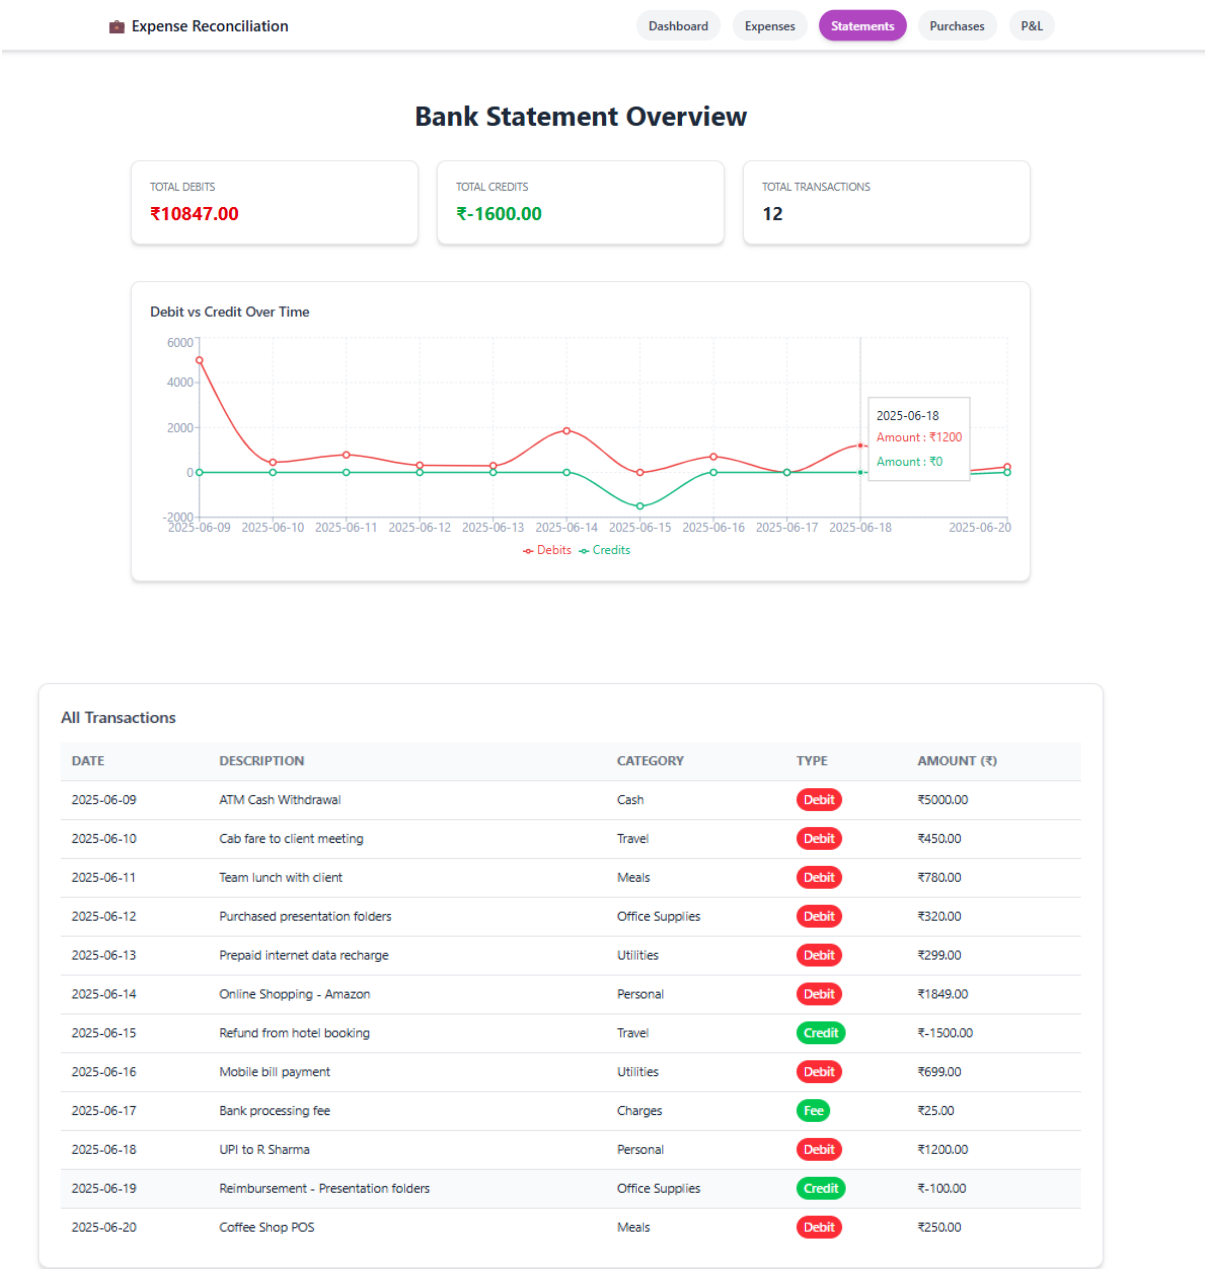 Expense Reconciliation
Dashboard Expenses Statements Purchases P&L
Bank Statement Overview
TOTAL DEBITS
₹10847.00
TOTAL CREDITS
₹-1600.00
TOTAL TRANSACTIONS
12
Debit vs Credit Over Time
6000
4000
2000
0
-2000
2025-06-18
Amount : ₹1200
Amount : ₹0
2025-06-09 2025-06-10 2025-06-11 2025-06-12 2025-06-13 2025-06-14 2025-06-15 2025-06-16 2025-06-17 2025-06-18 2025-06-20
Debits Credits
All Transactions
DATE DESCRIPTION CATEGORY TYPE AMOUNT (₹)
2025-06-09 ATM Cash Withdrawal Cash Debit ₹5000.00
2025-06-10 Cab fare to client meeting Travel Debit ₹450.00
2025-06-11 Team lunch with client Meals Debit ₹780.00
2025-06-12 Purchased presentation folders Office Supplies Debit ₹320.00
2025-06-13 Prepaid internet data recharge Utilities Debit ₹299.00
2025-06-14 Online Shopping - Amazon Personal Debit ₹1849.00
2025-06-15 Refund from hotel booking Travel Credit ₹-1500.00
2025-06-16 Mobile bill payment Utilities Debit ₹699.00
2025-06-17 Bank processing fee Charges Fee ₹25.00
2025-06-18 UPI to R Sharma Personal Debit ₹1200.00
2025-06-19 Reimbursement - Presentation folders Office Supplies Credit ₹-100.00
2025-06-20 Coffee Shop POS Meals Debit ₹250.00